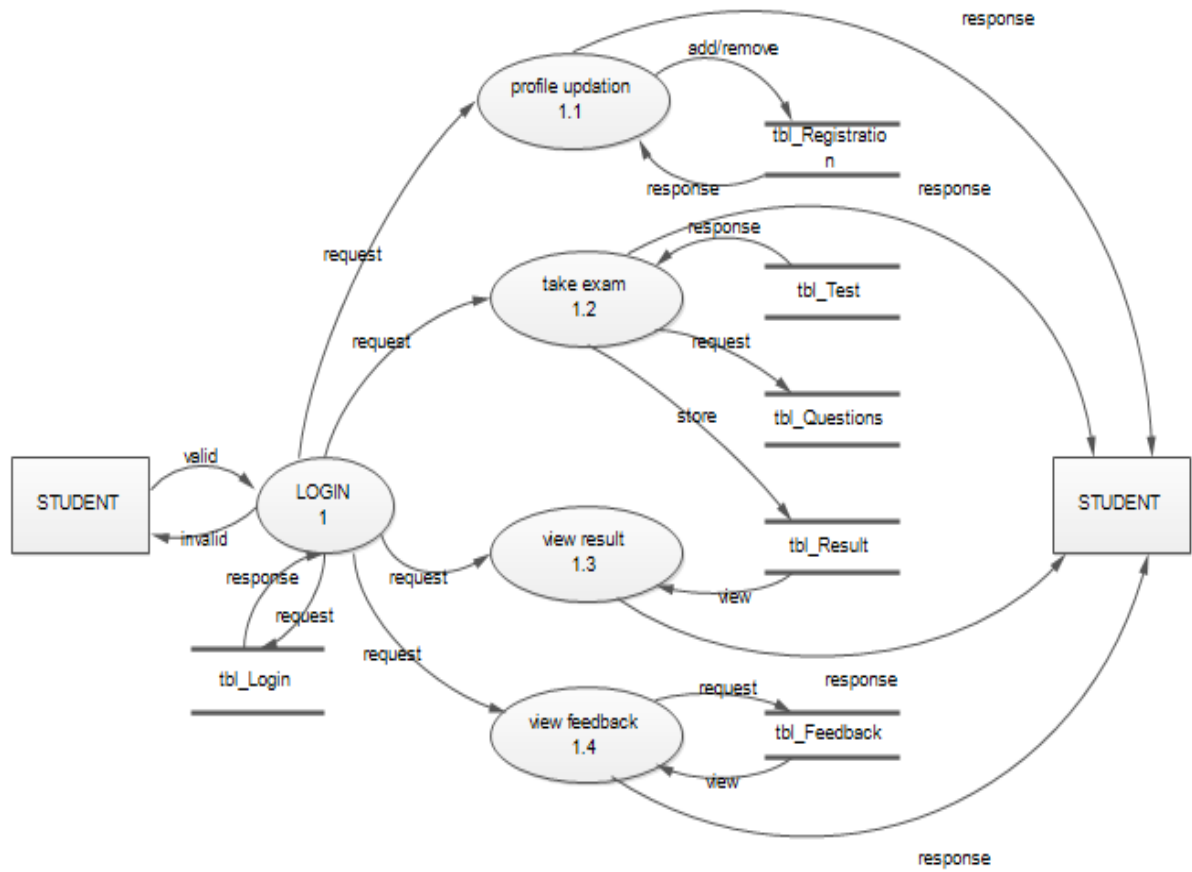 response
add/remove
profile updation
1.1
tbl_Registratio
n
response
response
response
request
take exam
1.2
tbl_Test
request
request
tbl_Questions
store
valid
STUDENT
LOGIN
1
STUDENT
invalid
view result
1.3
tbl_Result
response
request
view
request
request
tbl_Login
response
request
view feedback
1.4
tbl_Feedback
view
response